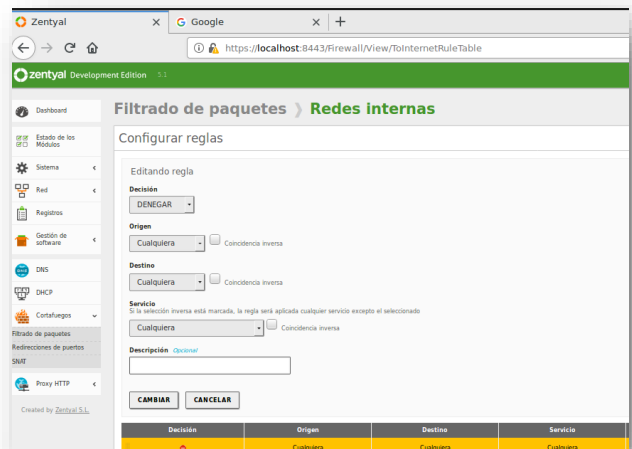 Zentyal
Google
https://localhost:8443/Firewall/View/ToInternetRuleTable
zentyal Development Edition 5.1
Dashboard
Estado de los
Módulos
Sistema
Red
Registros
Gestión de
software
DNS
DHCP
Cortafuegos
Filtrado de paquetes
Redirecciones de puertos
SNAT
Proxy HTTP
Created by Zentyal S.L.
Filtrado de paquetes ⟩ Redes internas
Configurar reglas
Editando regla
Decisión
DENEGAR
Origen
Cualquiera
Coincidencia inversa
Destino
Cualquiera
Coincidencia inversa
Servicio
Si la selección inversa está marcada, la regla será aplicada cualquier servicio excepto el seleccionado
Cualquiera
Coincidencia inversa
Descripción Opcional
CAMBIAR CANCELAR
Decisión Origen Destino Servicio
Cualquiera Cualquiera Cualquiera